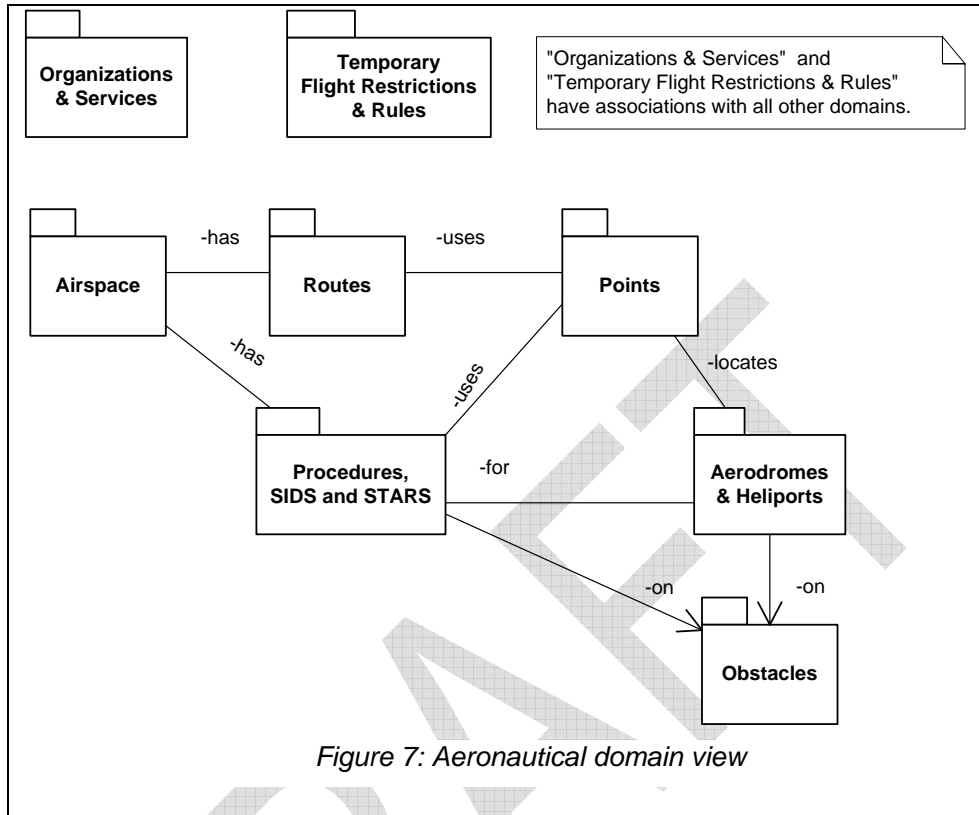 Organizations
& Services
Temporary
Flight Restrictions
& Rules
"Organizations & Services" and
"Temporary Flight Restrictions & Rules"
have associations with all other domains.
Airspace
-has
Routes
-uses
Points
-has
-uses
-locates
Procedures,
SIDS and STARS
-for
Aerodromes
& Heliports
-on
-on
Obstacles
Figure 7: Aeronautical domain view
DRAFT